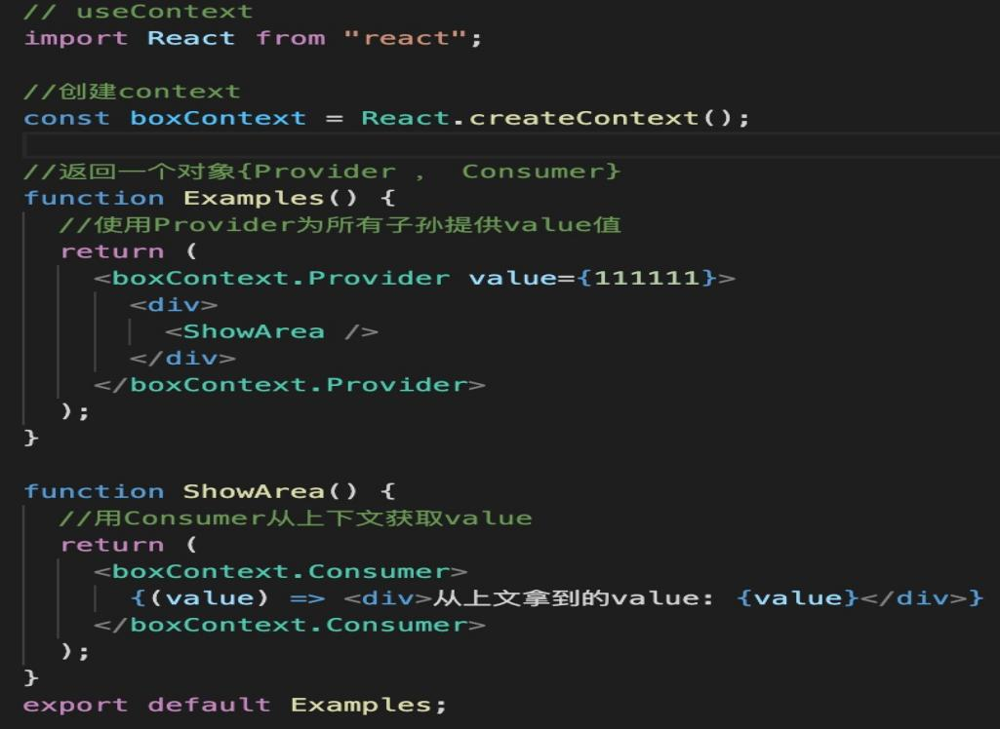 // useContext
import React from "react";
//创建context
const boxContext = React.createContext();
//返回一个对象{Provider ,  Consumer}
function Examples() {
//使用Provider为所有子孙提供value值
return (
<boxContext.Provider value={111111}>
<div>
<ShowArea />
</div>
</boxContext.Provider>
);
}
function ShowArea() {
//用Consumer从上下文获取value
return (
<boxContext.Consumer>
{(value) => <div>从上文拿到的value: {value}</div>}
</boxContext.Consumer>
);
}
export default Examples;